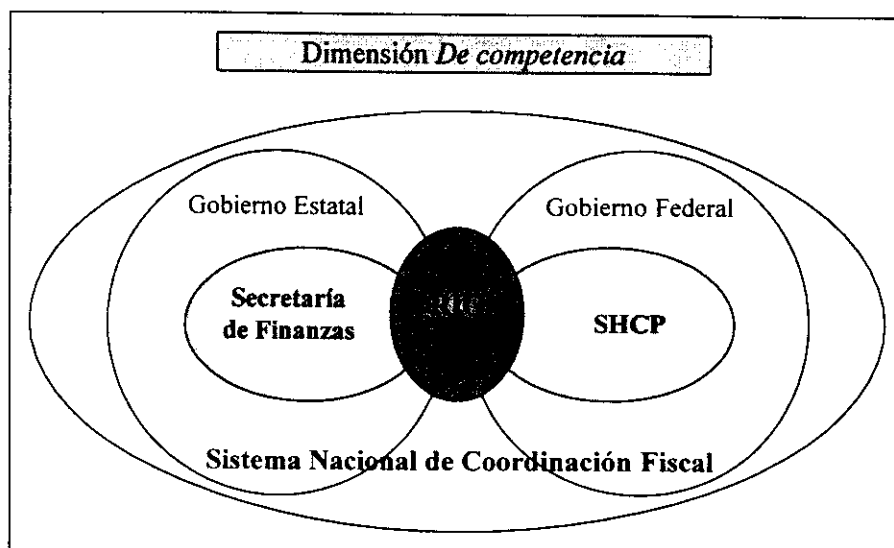 Dimensión De competencia
Gobierno Estatal
Gobierno Federal
Secretaría
de Finanzas
SHCP
Sistema Nacional de Coordinación Fiscal